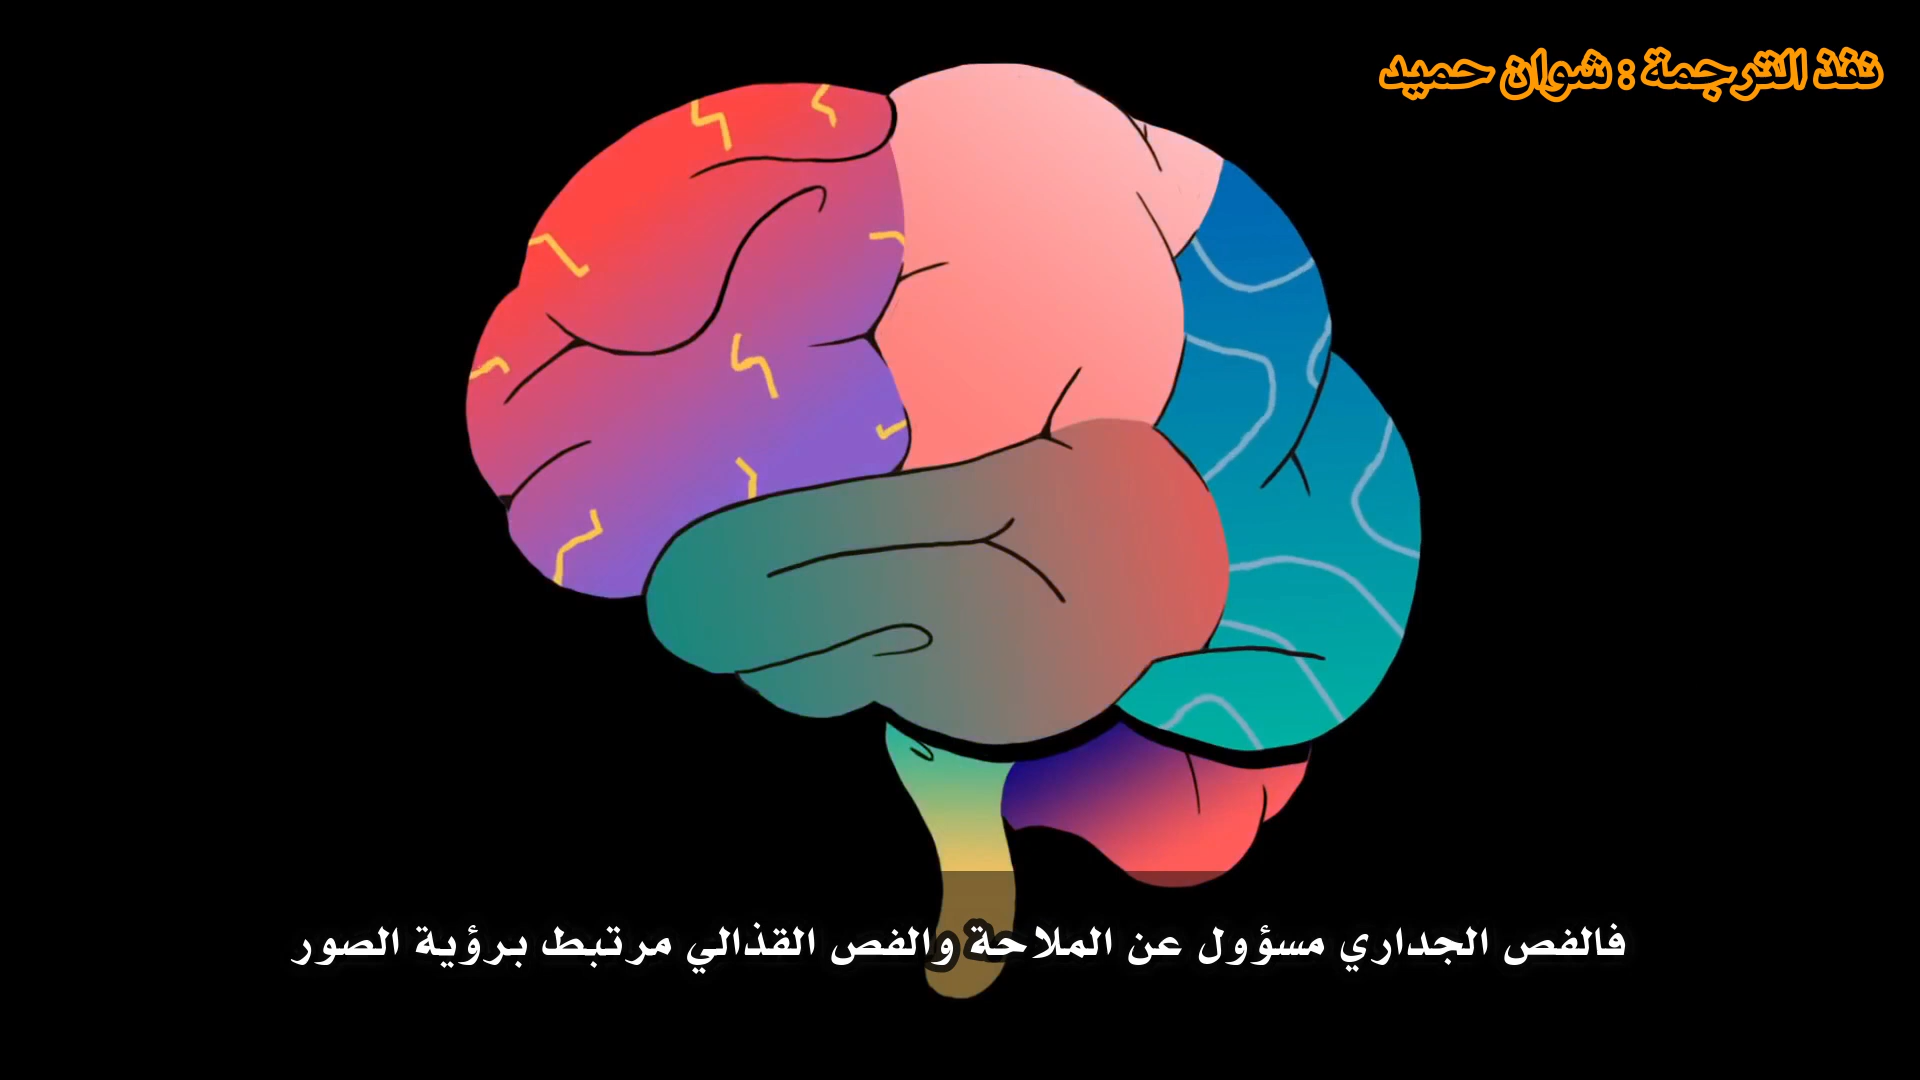 نفذ الترجمة : شوان حميد
فالفص الجداري مسؤول عن الملاحة والفص القذالي مرتبط برؤية الصور